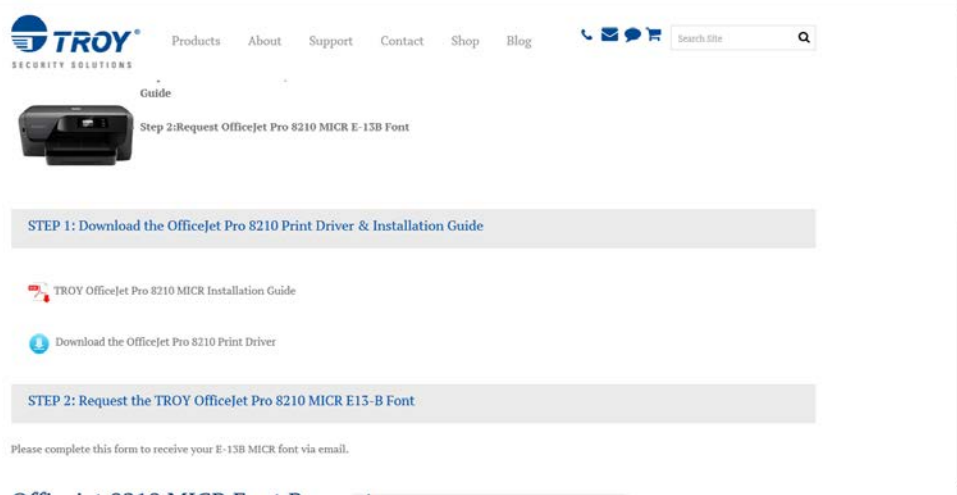 TROY
SECURITY SOLUTIONS
Products About Support Contact Shop Blog
Search Site
Guide
Step 2:Request OfficeJet Pro 8210 MICR E-13B Font
STEP 1: Download the OfficeJet Pro 8210 Print Driver & Installation Guide
TROY OfficeJet Pro 8210 MICR Installation Guide
Download the OfficeJet Pro 8210 Print Driver
STEP 2: Request the TROY OfficeJet Pro 8210 MICR E13-B Font
Please complete this form to receive your E-13B MICR font via email.